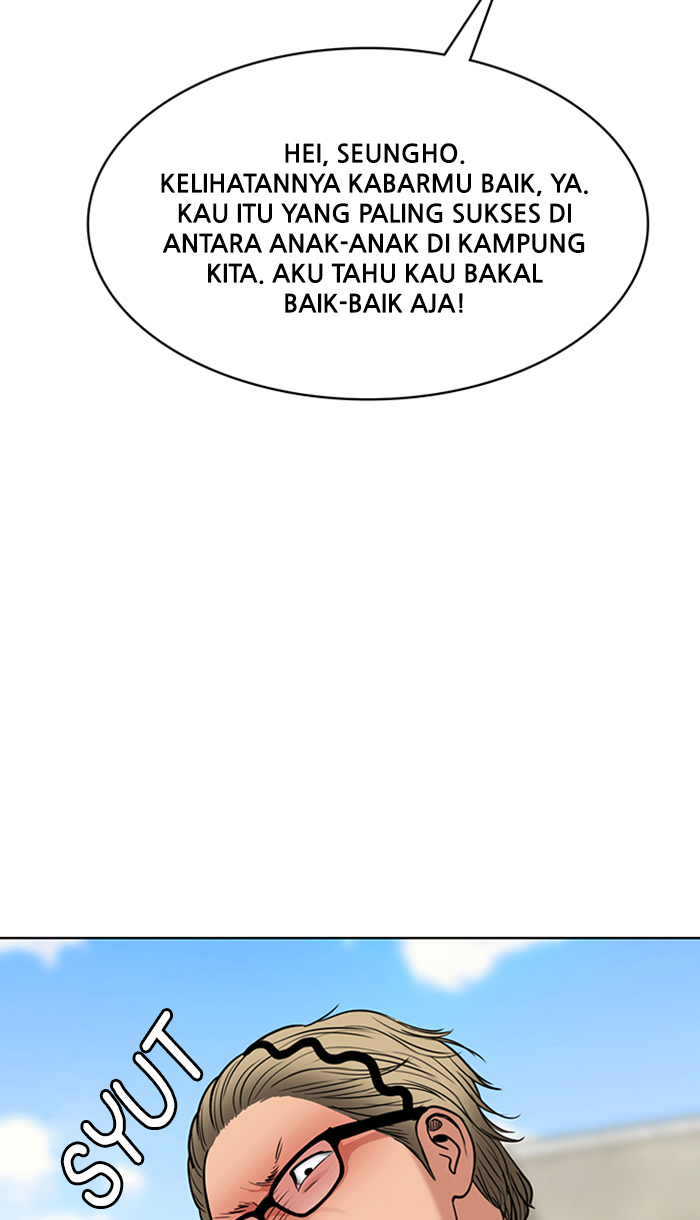 HEI, SEUNGHO.
KELIHATANNYA KABARMU BAIK, YA.
KAU ITU YANG PALING SUKSES DI
ANTARA ANAK-ANAK DI KAMPUNG
KITA. AKU TAHU KAU BAKAL
BAIK-BAIK AJA!
SYUT